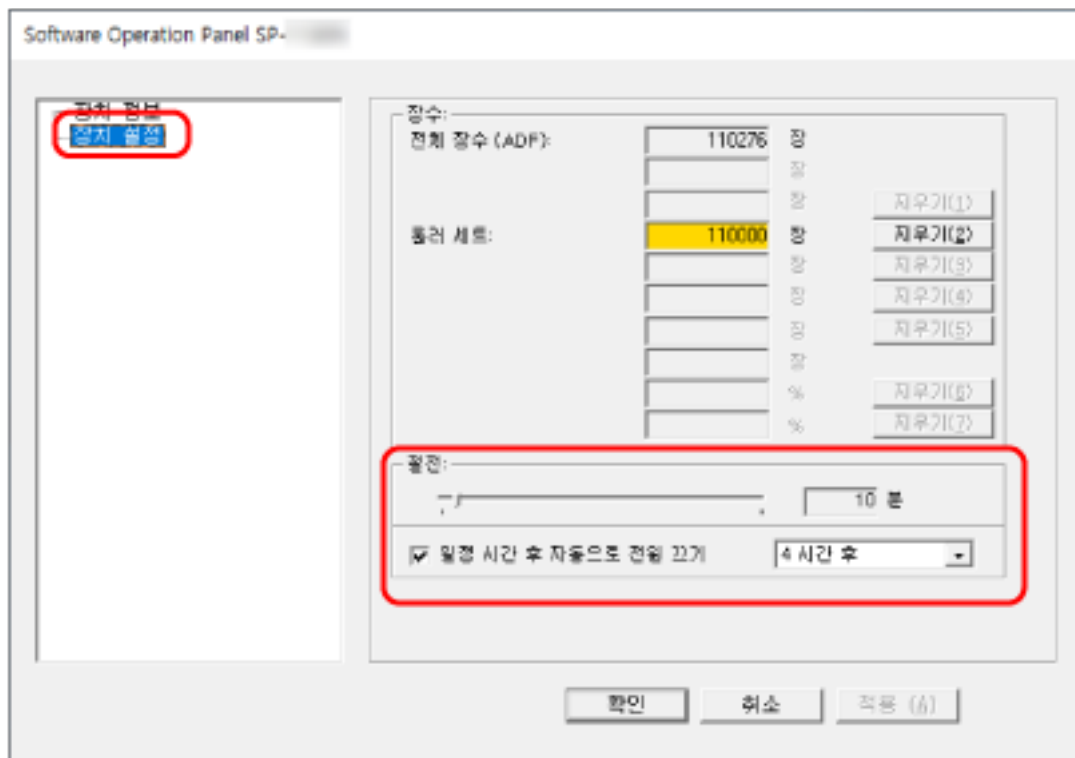 Software Operation Panel SP-
장치 정보
장치 설정
장수:
전체 장수 (ADF): 110276 장
장
장 지우기(1)
롤러 세트: 110000 장 지우기(2)
장 지우기(3)
장 지우기(4)
장 지우기(5)
장
% 지우기(6)
% 지우기(7)
절전:
10 분
일정 시간 후 자동으로 전원 끄기 4 시간 후
확인 취소 적용 (A)